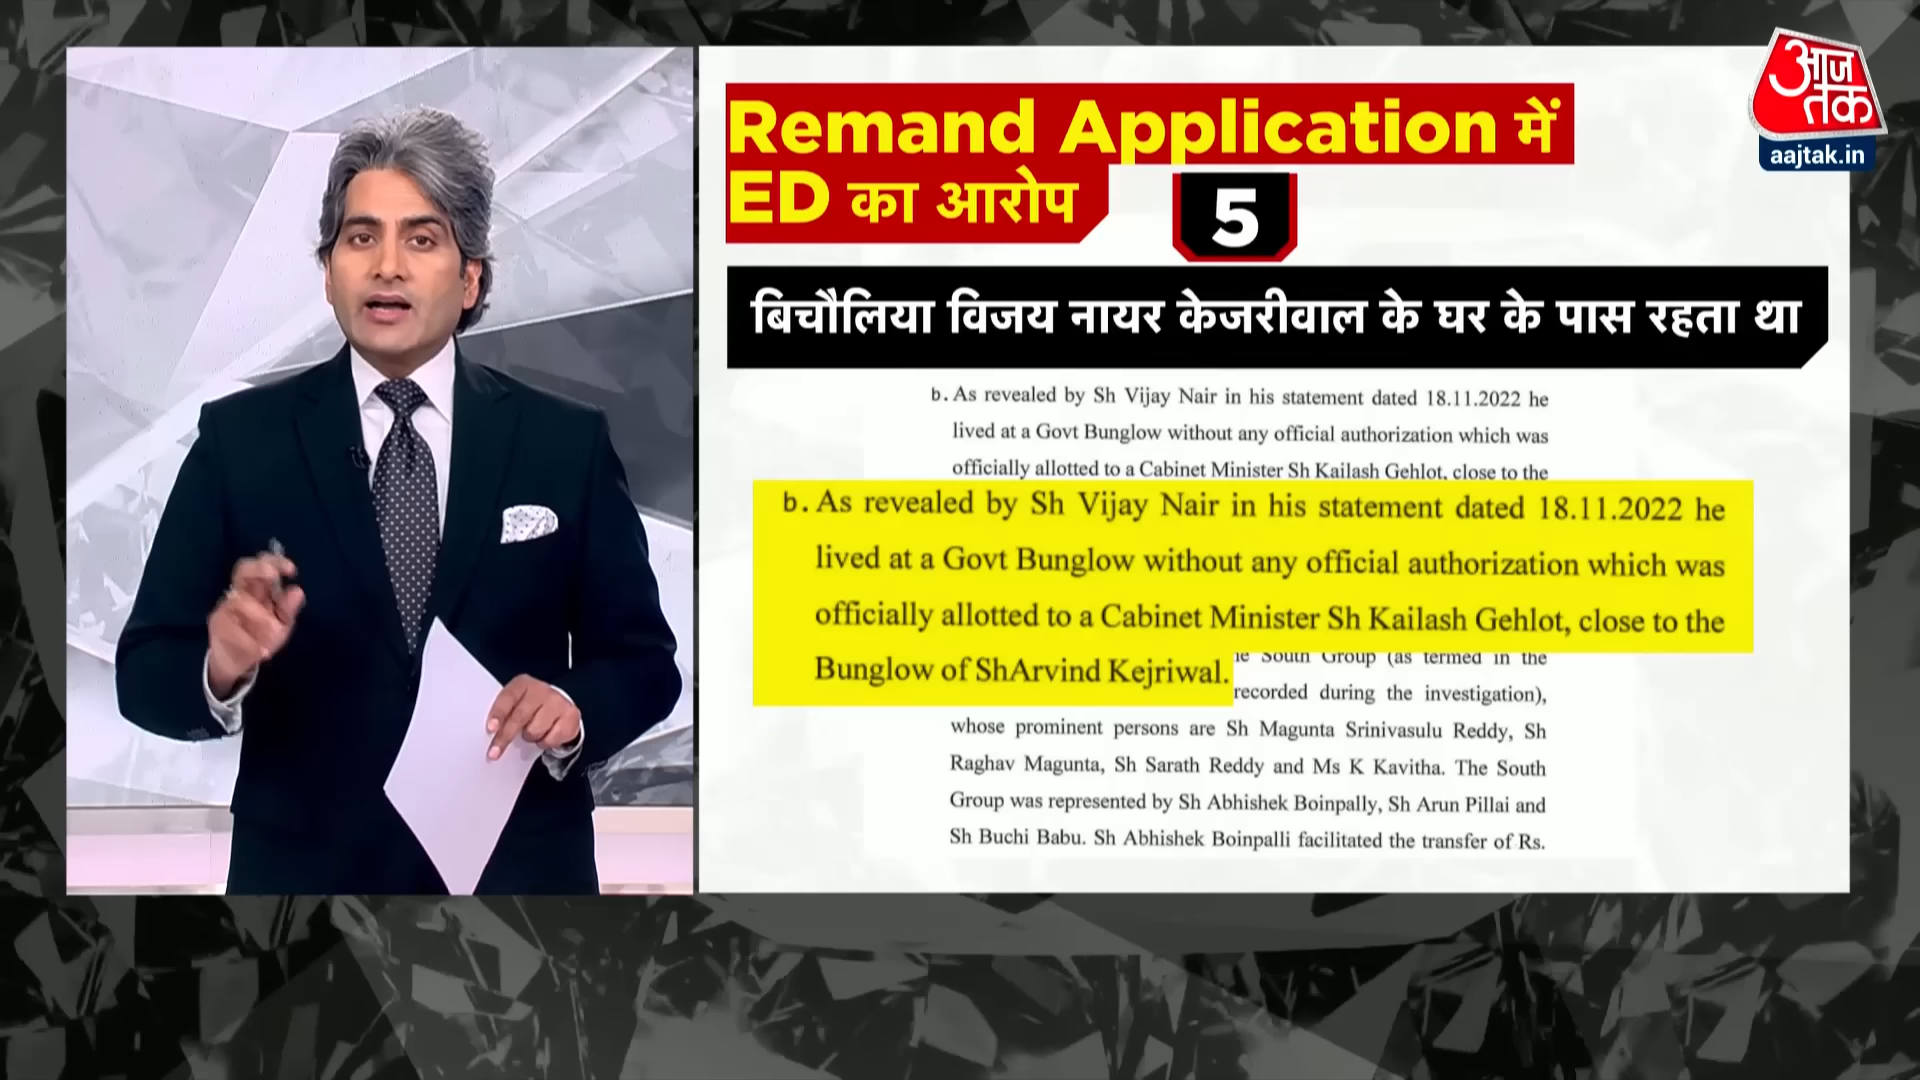 आज तक
aajtak.in
Remand Application में
ED का आरोप
5
बिचौलिया विजय नायर केजरीवाल के घर के पास रहता था
b. As revealed by Sh Vijay Nair in his statement dated 18.11.2022 he
lived at a Govt Bunglow without any official authorization which was
officially allotted to a Cabinet Minister Sh Kailash Gehlot, close to the
b. As revealed by Sh Vijay Nair in his statement dated 18.11.2022 he
lived at a Govt Bunglow without any official authorization which was
officially allotted to a Cabinet Minister Sh Kailash Gehlot, close to the
Bunglow of ShArvind Kejriwal.
South Group (as termed in the
recorded during the investigation),
whose prominent persons are Sh Magunta Srinivasulu Reddy, Sh
Raghav Magunta, Sh Sarath Reddy and Ms K Kavitha. The South
Group was represented by Sh Abhishek Boinpally, Sh Arun Pillai and
Sh Buchi Babu. Sh Abhishek Boinpalli facilitated the transfer of Rs.